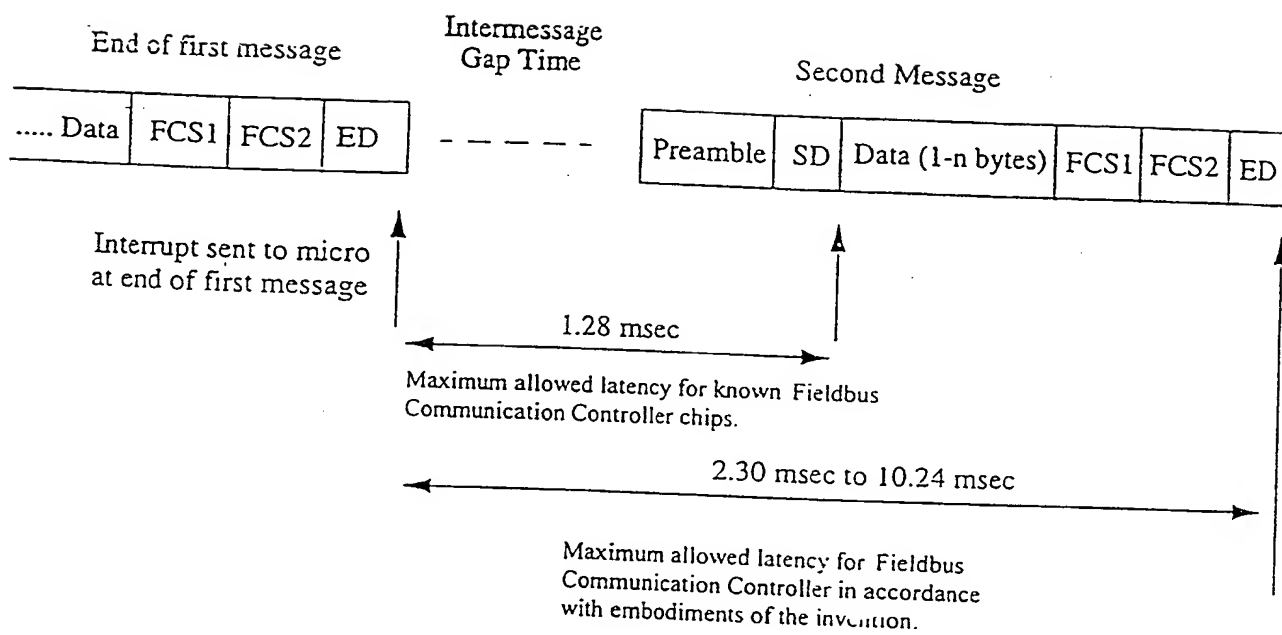 End of first message
Intermessage
Gap Time
Second Message
..... Data FCS1 FCS2 ED
Preamble SD Data (1-n bytes) FCS1 FCS2 ED
Interrupt sent to micro
at end of first message
1.28 msec
Maximum allowed latency for known Fieldbus
Communication Controller chips.
2.30 msec to 10.24 msec
Maximum allowed latency for Fieldbus
Communication Controller in accordance
with embodiments of the invention.